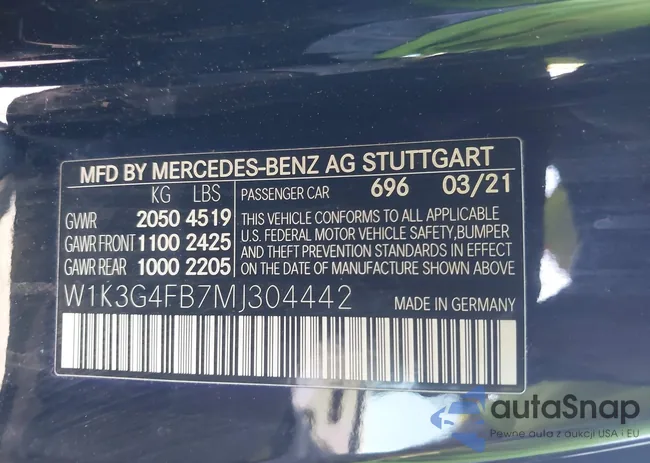 MFD BY MERCEDES-BENZ AG STUTTGART
KG LBS PASSENGER CAR 696 03/21
GVWR 2050 4519 THIS VEHICLE CONFORMS TO ALL APPLICABLE
GAWR FRONT 1100 2425 U.S. FEDERAL MOTOR VEHICLE SAFETY,BUMPER
AND THEFT PREVENTION STANDARDS IN EFFECT
GAWR REAR 1000 2205 ON THE DATE OF MANUFACTURE SHOWN ABOVE
W1K3G4FB7MJ304442 MADE IN GERMANY
autaSnap
Pewne auta z aukcji USA i EU